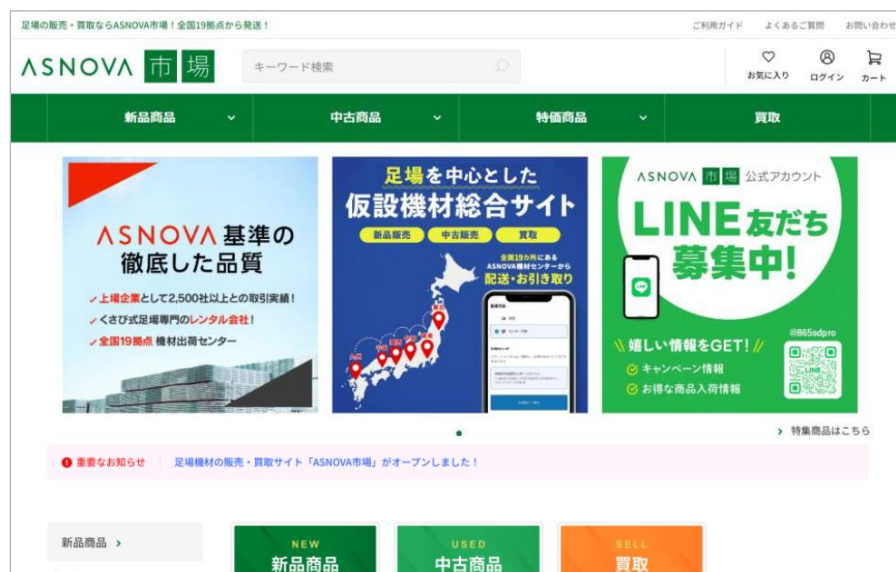 足場の販売・買取ならASNOVA市場！全国19拠点から発送！
ご利用ガイド よくあるご質問 お問い合わせ
ASNOVA 市場
キーワード検索
お気に入り ログイン カート
新品商品 中古商品 特価商品 買取
ASNOVA 基準の
徹底した品質
上場企業として2,500社以上との取引実績！
くさび式足場専門のレンタル会社！
全国19拠点 機材出荷センター
足場を中心とした
仮設機材総合サイト
新品販売 中古販売 買取
全国19カ所にある
ASNOVA機材センターから
配送・お引き取り
東北
関東
九州
ASNOVA 市場 公式アカウント
LINE友だち
募集中！
嬉しい情報をGET！
キャンペーン情報
お得な商品入荷情報
@865sdpro
LINE
特集商品はこちら
重要なお知らせ 足場機材の販売・買取サイト「ASNOVA市場」がオープンしました！
新品商品
NEW
新品商品
USED
中古商品
SELL
買取